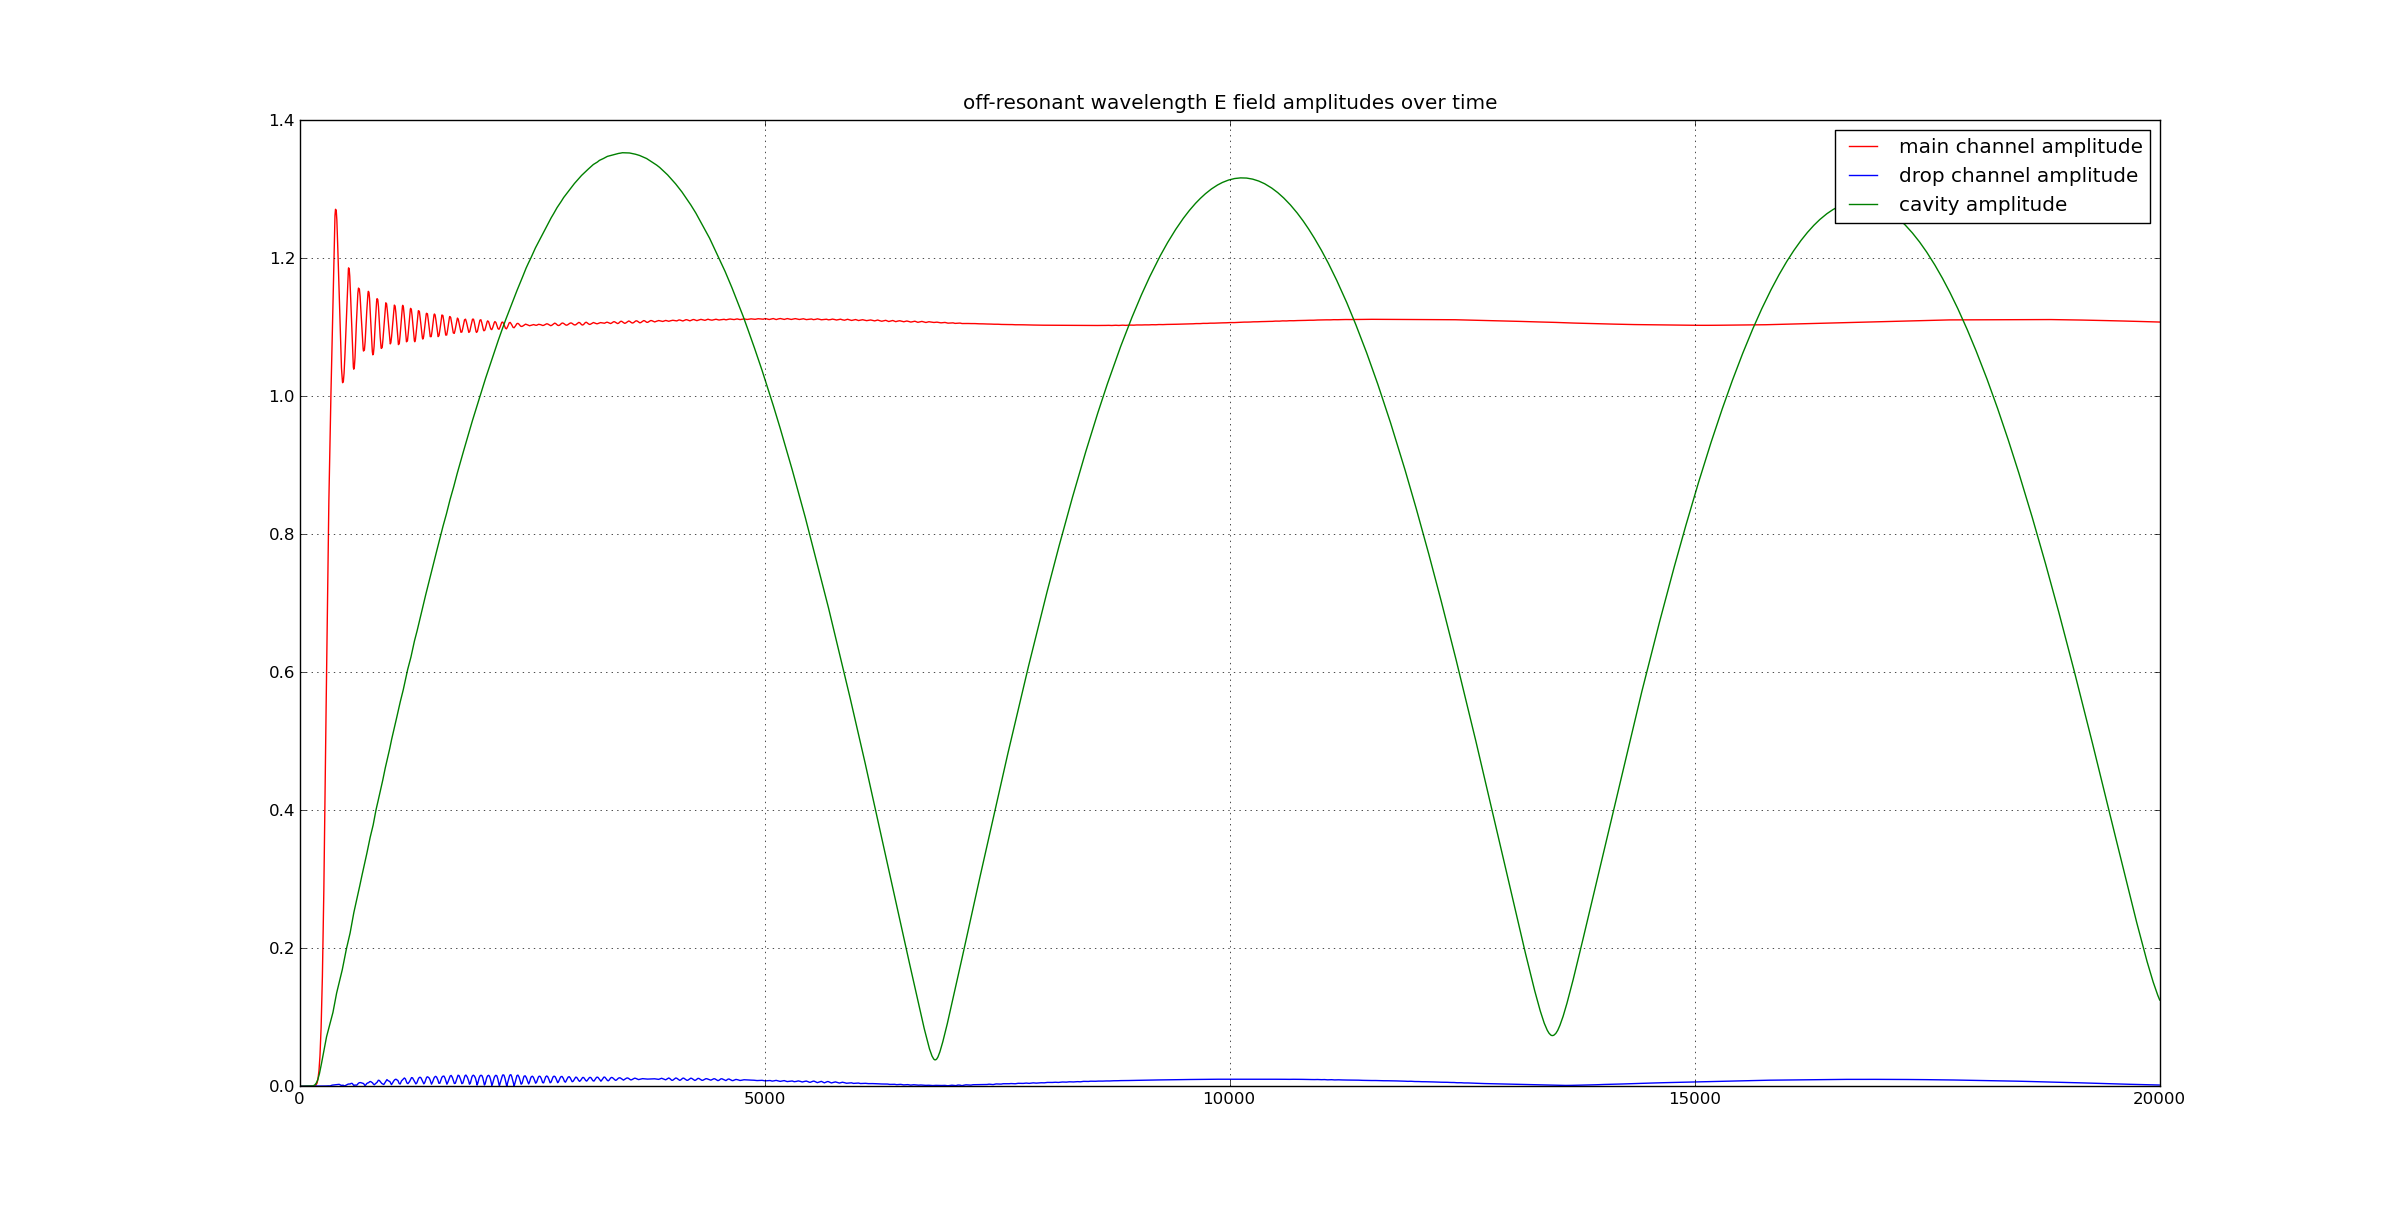 off-resonant wavelength E field amplitudes over time
1.4
1.2
1.0
0.8
0.6
0.4
0.2
0.0
0 5000 10000 15000 20000
main channel amplitude
drop channel amplitude
cavity amplitude